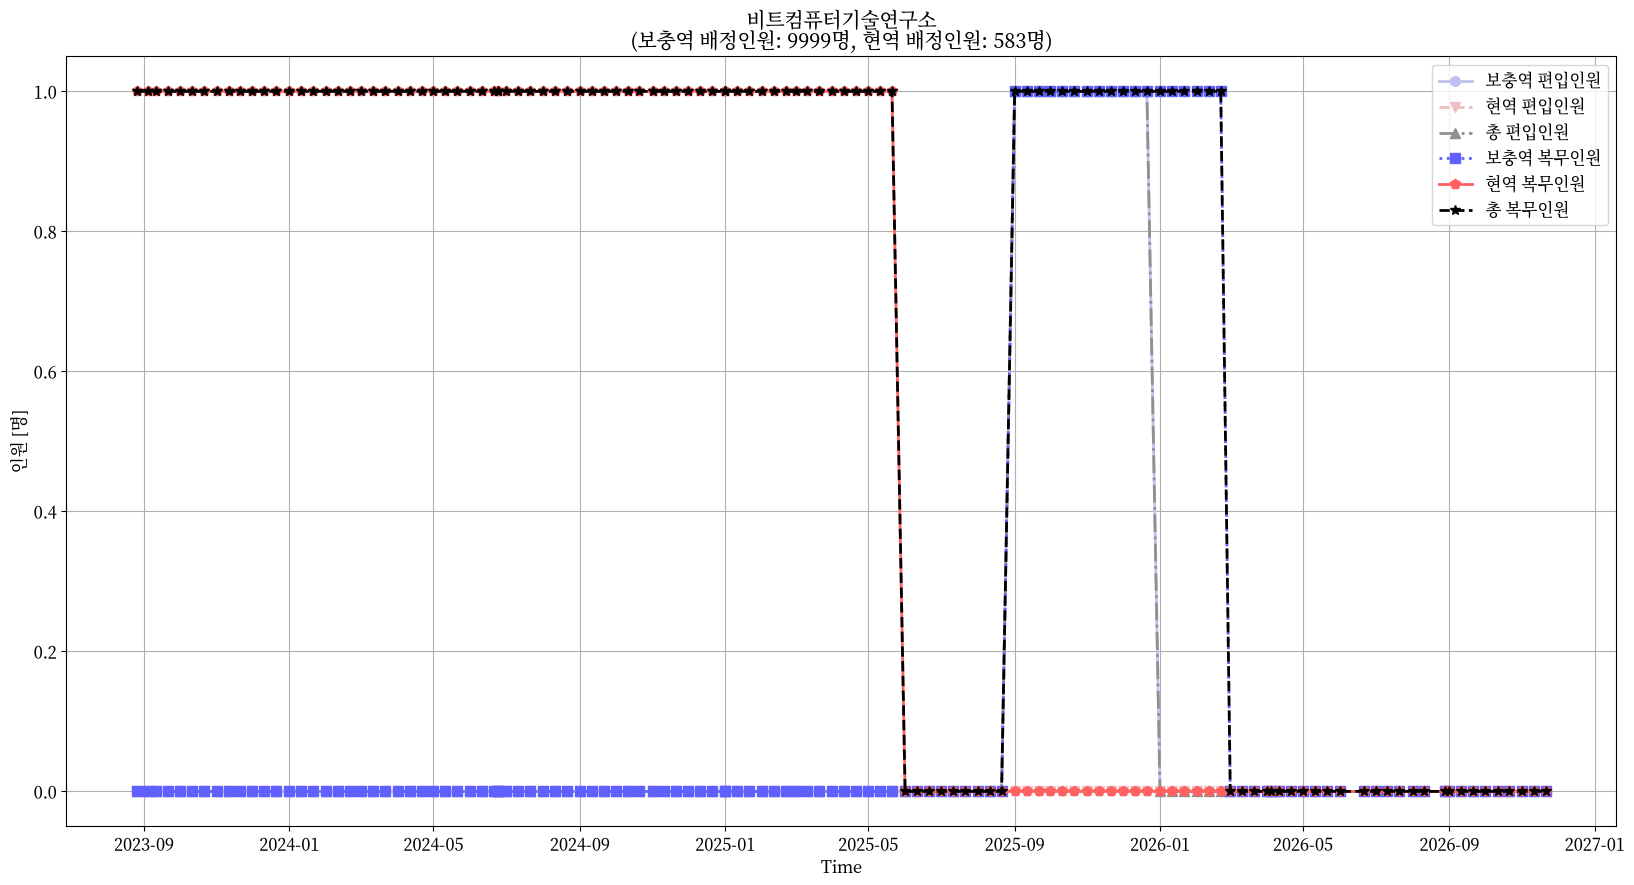 비트컴퓨터기술연구소
(보충역 배정인원: 9999명, 현역 배정인원: 583명)
보충역 편입인원
현역 편입인원
총 편입인원
보충역 복무인원
현역 복무인원
총 복무인원
인원 [명]
1.0
0.8
0.6
0.4
0.2
0.0
2023-09 2024-01 2024-05 2024-09 2025-01 2025-05 2025-09 2026-01 2026-05 2026-09 2027-01
Time